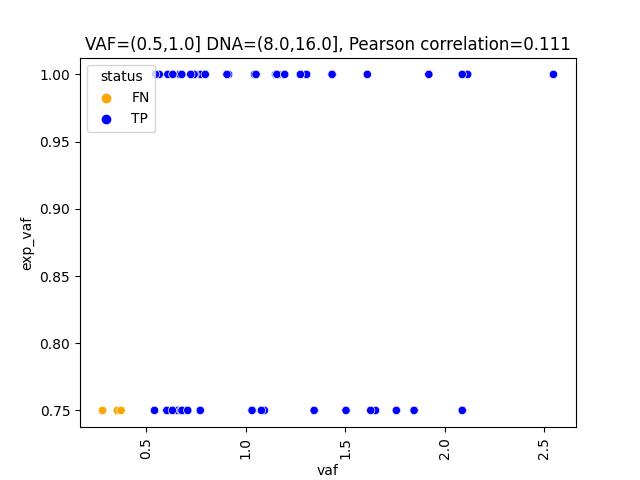 VAF=(0.5,1.0] DNA=(8.0,16.0], Pearson correlation=0.111
1.00
0.95
0.90
0.85
0.80
0.75
exp_vaf
status
FN
TP
0.5
1.0
1.5
2.0
2.5
vaf